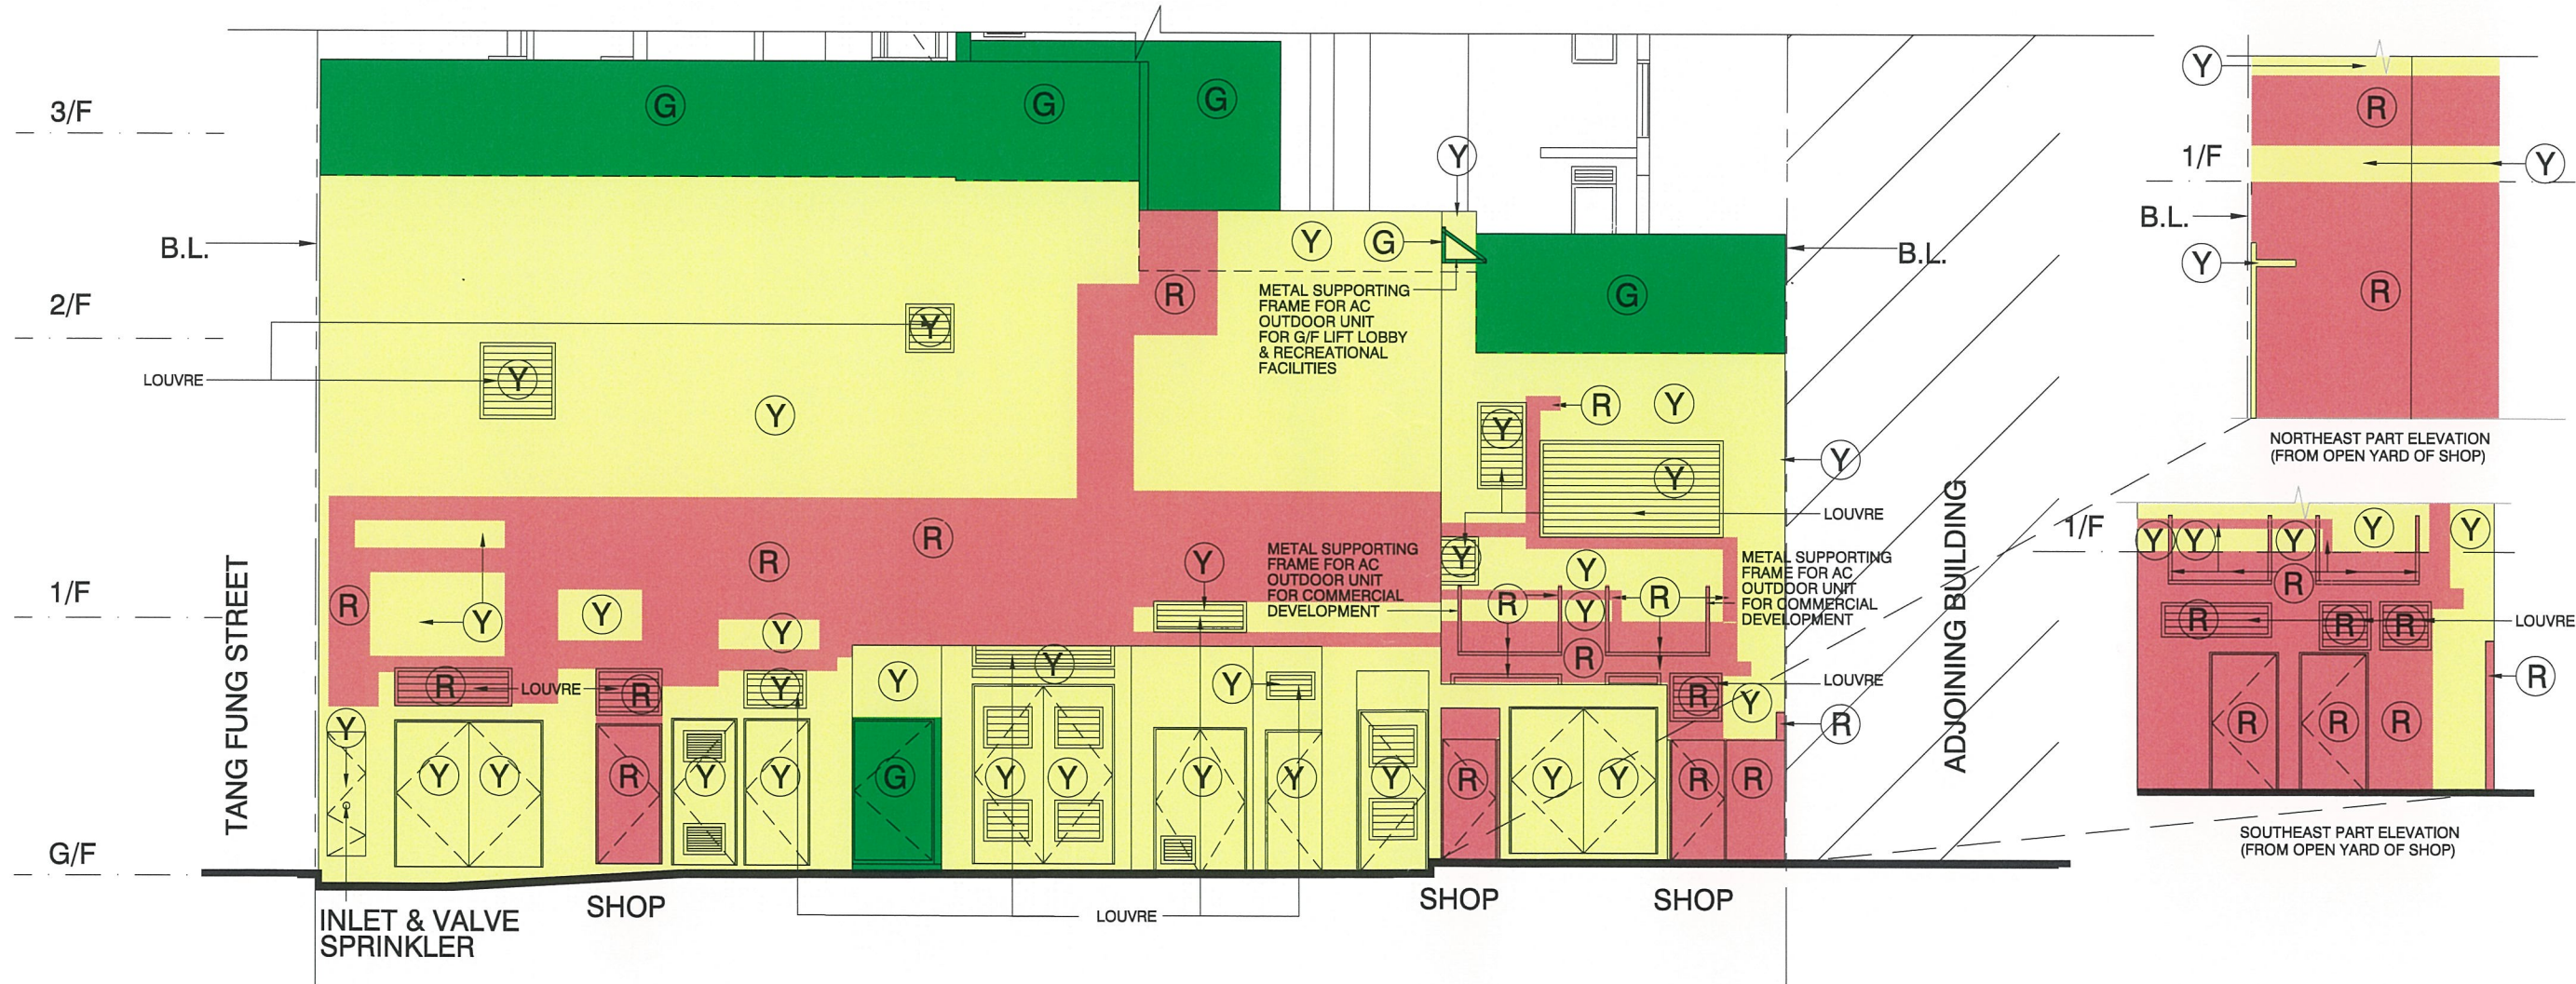 3/F
B.L.
2/F
LOUVRE
1/F
TANG FUNG STREET
G/F
INLET & VALVE
SPRINKLER
SHOP
G
G
G
Y
Y
G
Y
R
METAL SUPPORTING
FRAME FOR AC
OUTDOOR UNIT
FOR G/F LIFT LOBBY
& RECREATIONAL
FACILITIES
G
B.L.
Y
Y
Y
R
Y
Y
Y
Y
LOUVRE
R
R
R
Y
Y
Y
Y
METAL SUPPORTING
FRAME FOR AC
OUTDOOR UNIT
FOR COMMERCIAL
DEVELOPMENT
Y
Y
R
Y
R
R
METAL SUPPORTING
FRAME FOR AC
OUTDOOR UNIT
FOR COMMERCIAL
DEVELOPMENT
R
LOUVRE
R
Y
Y
Y
Y
R
Y
LOUVRE
R
Y
Y
Y
R
Y
Y
G
Y
Y
Y
Y
Y
R
Y
Y
R
R
LOUVRE
SHOP
SHOP
ADJOINING BUILDING
Y
R
1/F
Y
B.L.
Y
R
NORTHEAST PART ELEVATION
(FROM OPEN YARD OF SHOP)
1/F
Y
Y
Y
Y
Y
R
R
R
R
LOUVRE
R
R
R
R
SOUTHEAST PART ELEVATION
(FROM OPEN YARD OF SHOP)